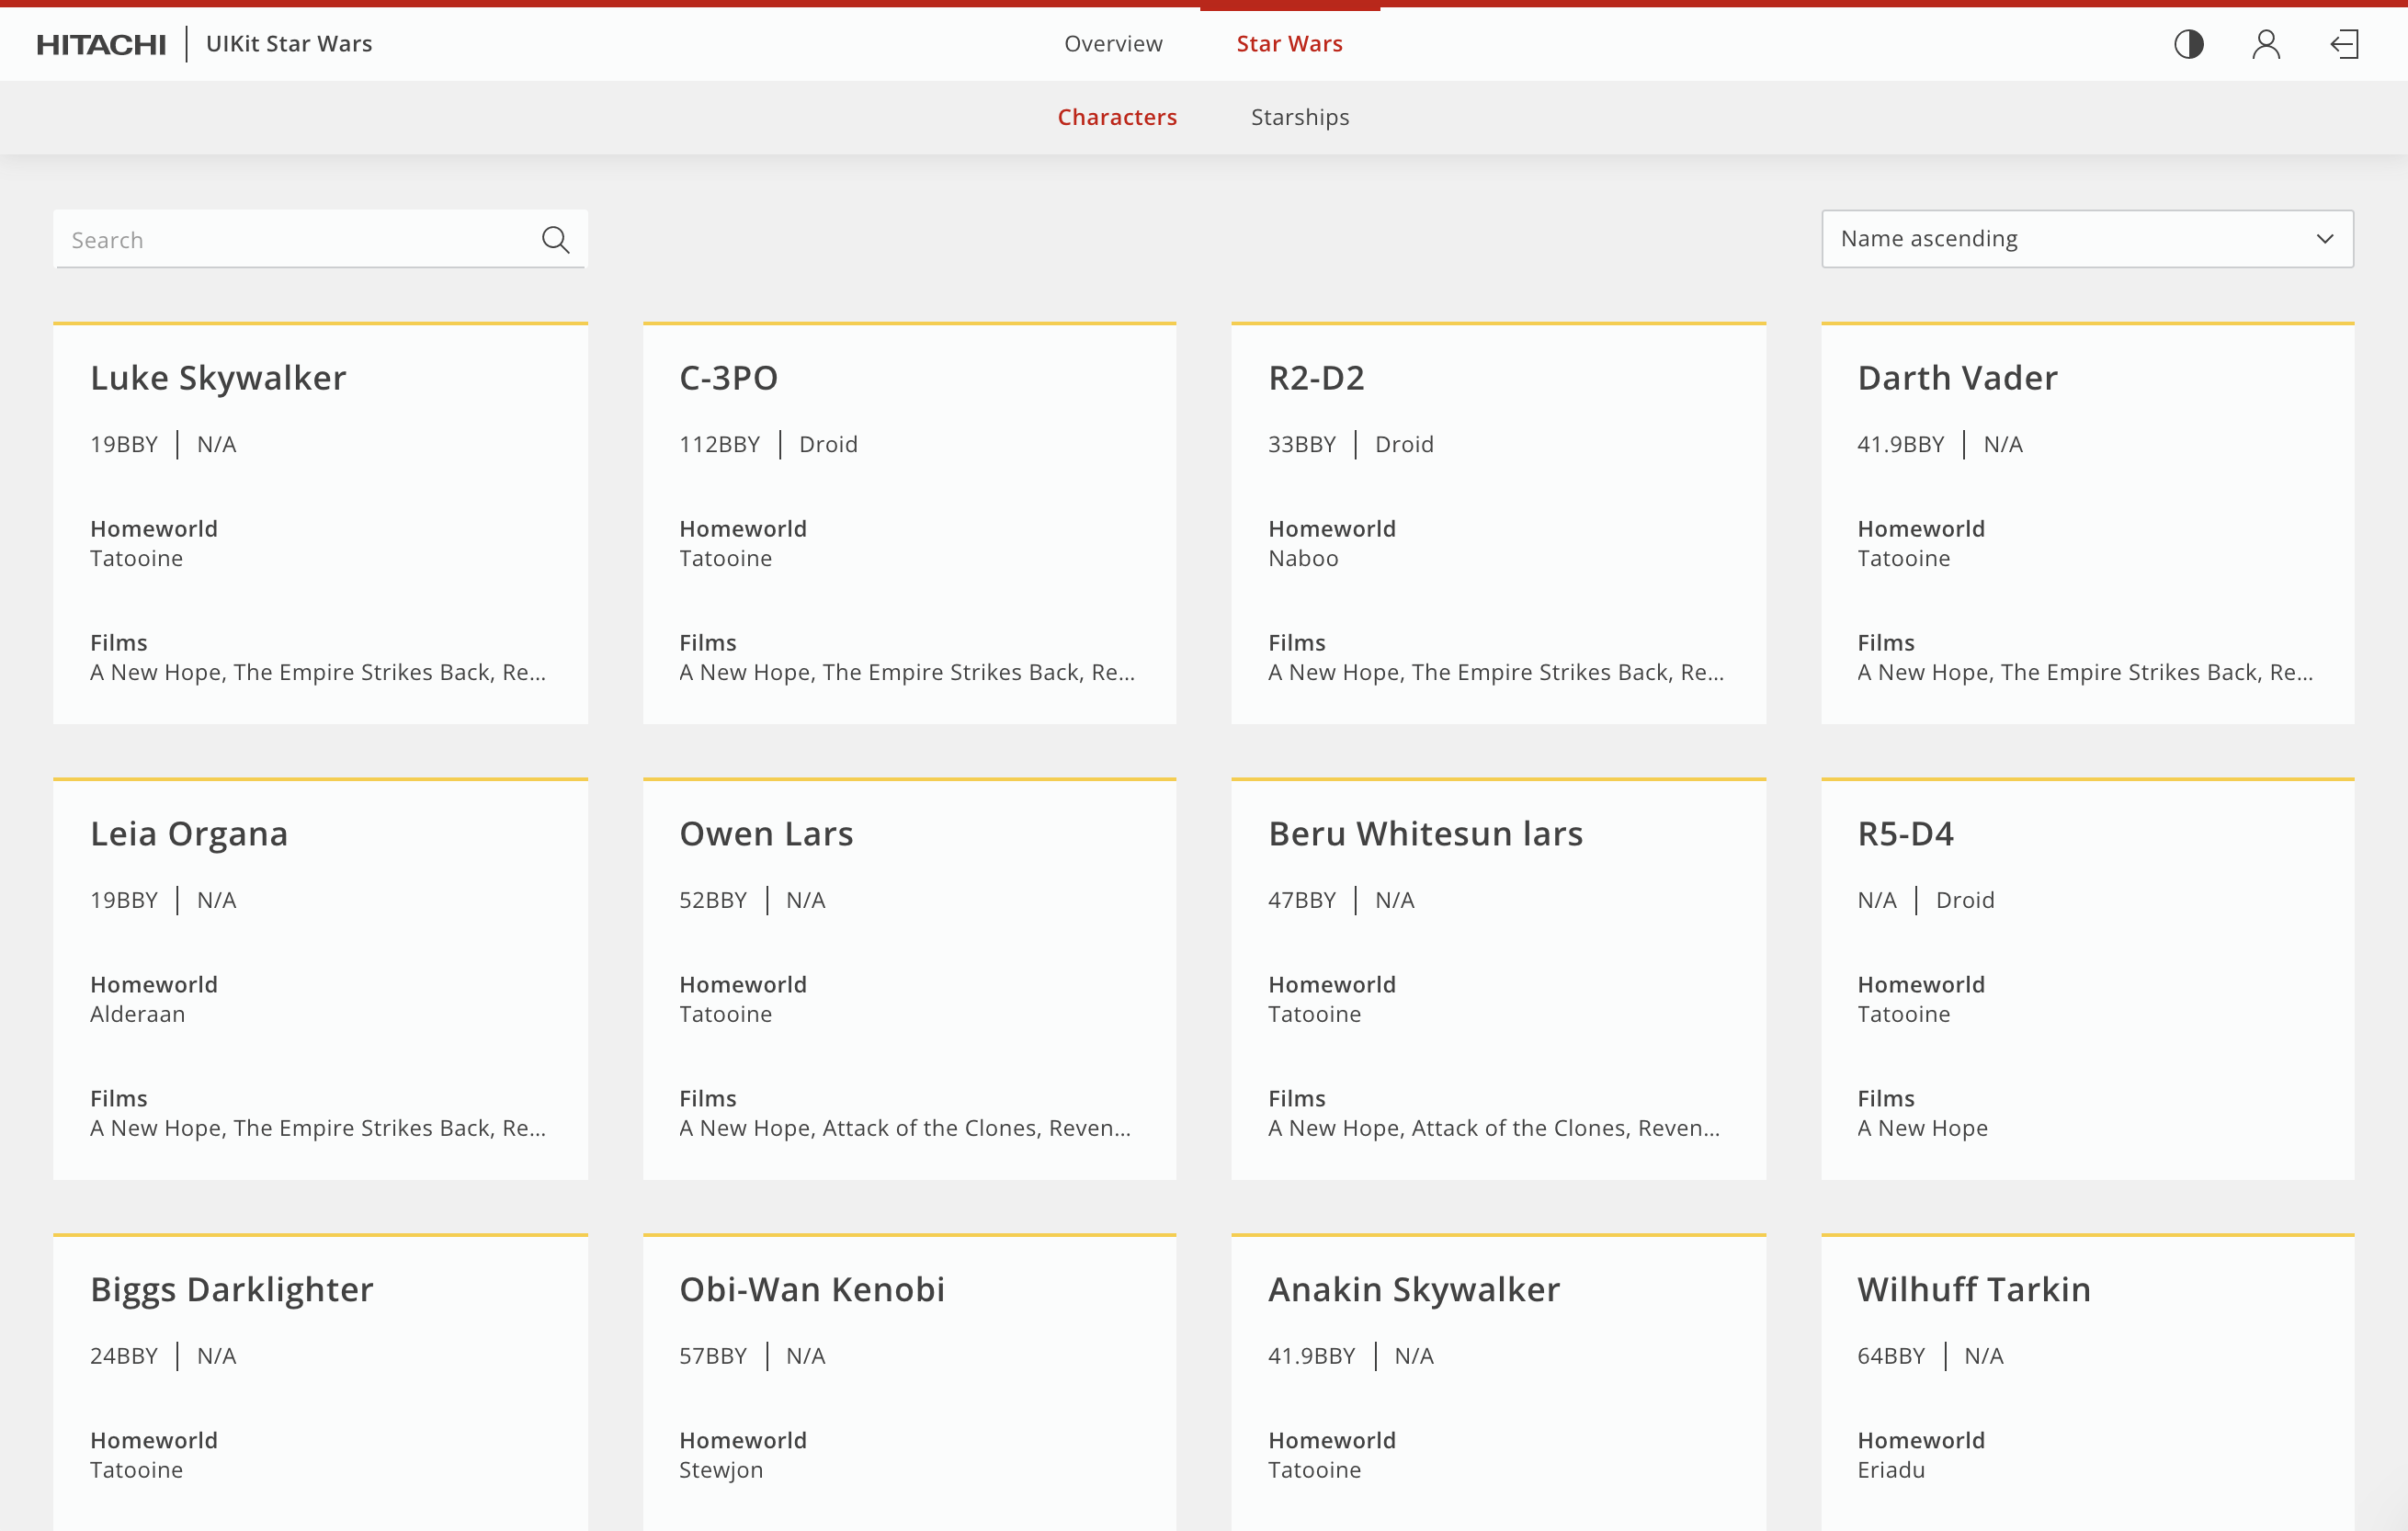 HITACHI UIKit Star Wars Overview Star Wars
Characters Starships
Search Name ascending
Luke Skywalker
19BBY N/A
Homeworld
Tatooine
Films
A New Hope, The Empire Strikes Back, Re...
C-3PO
112BBY Droid
Homeworld
Tatooine
Films
A New Hope, The Empire Strikes Back, Re...
R2-D2
33BBY Droid
Homeworld
Naboo
Films
A New Hope, The Empire Strikes Back, Re...
Darth Vader
41.9BBY N/A
Homeworld
Tatooine
Films
A New Hope, The Empire Strikes Back, Re...
Leia Organa
19BBY N/A
Homeworld
Alderaan
Films
A New Hope, The Empire Strikes Back, Re...
Owen Lars
52BBY N/A
Homeworld
Tatooine
Films
A New Hope, Attack of the Clones, Reven...
Beru Whitesun lars
47BBY N/A
Homeworld
Tatooine
Films
A New Hope, Attack of the Clones, Reven...
R5-D4
N/A Droid
Homeworld
Tatooine
Films
A New Hope
Biggs Darklighter
24BBY N/A
Homeworld
Tatooine
Obi-Wan Kenobi
57BBY N/A
Homeworld
Stewjon
Anakin Skywalker
41.9BBY N/A
Homeworld
Tatooine
Wilhuff Tarkin
64BBY N/A
Homeworld
Eriadu